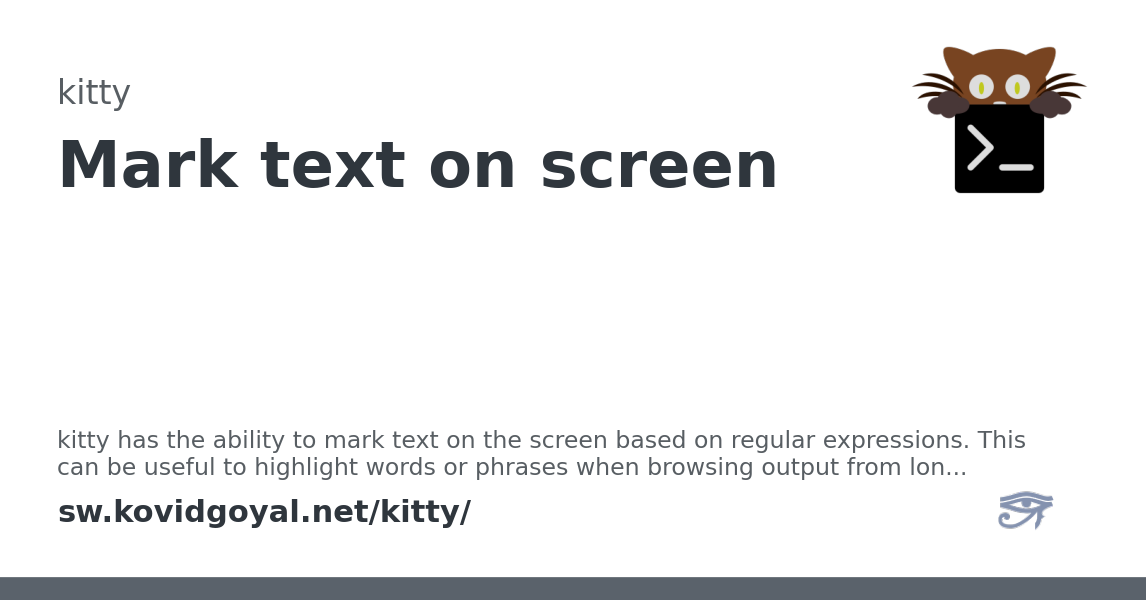 kitty
Mark text on screen
kitty has the ability to mark text on the screen based on regular expressions. This
can be useful to highlight words or phrases when browsing output from lon...
sw.kovidgoyal.net/kitty/